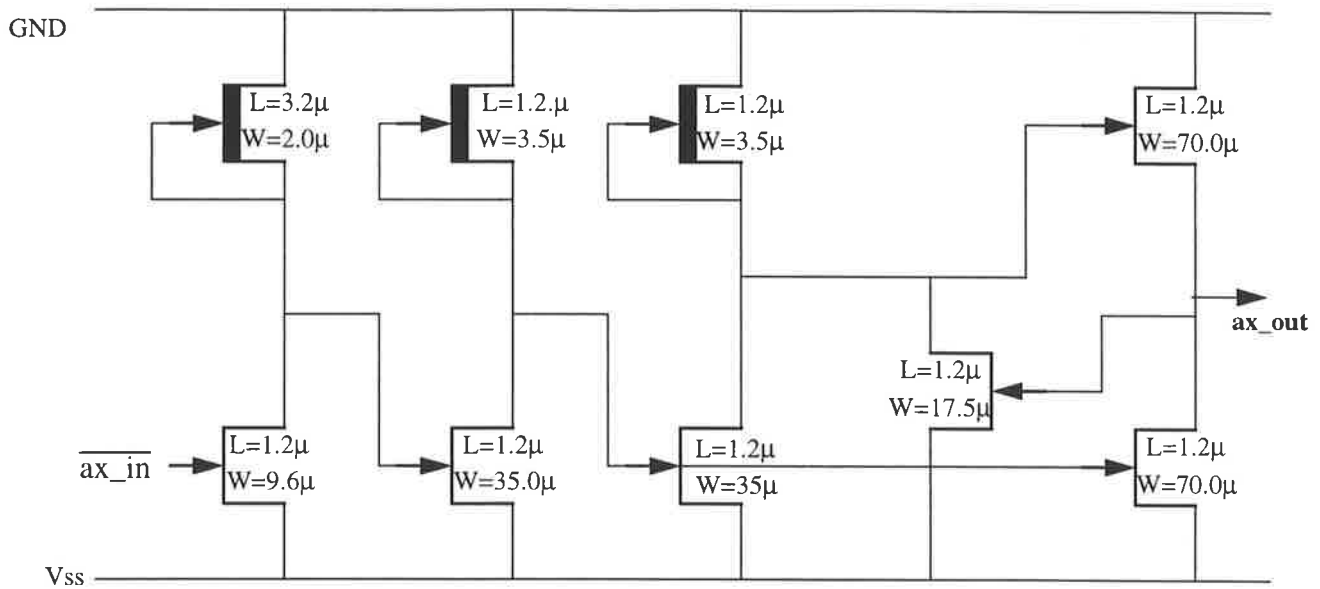 GND
L=3.2µ
W=2.0µ
L=1.2.µ
W=3.5µ
L=1.2µ
W=3.5µ
L=1.2µ
W=70.0µ
ax_out
L=1.2µ
W=17.5µ
ax_in
L=1.2µ
W=9.6µ
L=1.2µ
W=35.0µ
L=1.2µ
W=35µ
L=1.2µ
W=70.0µ
Vss